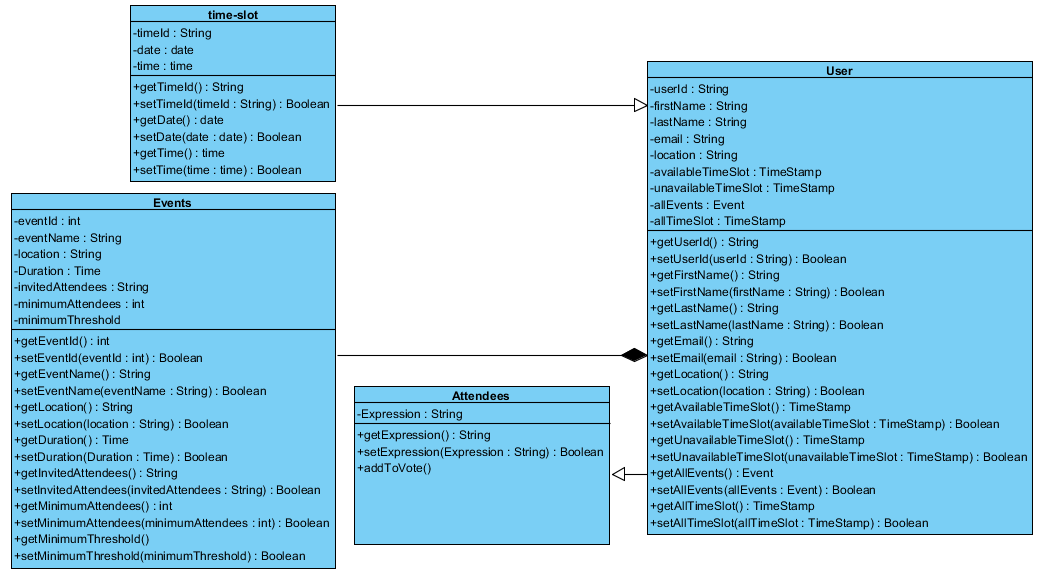 time-slot
-timeId : String
-date : date
-time : time
+getTimeId() : String
+setTimeId(timeId : String) : Boolean
+getDate() : date
+setDate(date : date) : Boolean
+getTime() : time
+setTime(time : time) : Boolean
Events
-eventId : int
-eventName : String
-location : String
-Duration : Time
-invitedAttendees : String
-minimumAttendees : int
-minimumThreshold
+getEventId() : int
+setEventId(eventId : int) : Boolean
+getEventName() : String
+setEventName(eventName : String) : Boolean
+getLocation() : String
+setLocation(location : String) : Boolean
+getDuration() : Time
+setDuration(Duration : Time) : Boolean
+getInvitedAttendees() : String
+setInvitedAttendees(invitedAttendees : String) : Boolean
+getMinimumAttendees() : int
+setMinimumAttendees(minimumAttendees : int) : Boolean
+getMinimumThreshold()
+setMinimumThreshold(minimumThreshold) : Boolean
Attendees
-Expression : String
+getExpression() : String
+setExpression(Expression : String) : Boolean
+addToVote()
User
-userId : String
-firstName : String
-lastName : String
-email : String
-location : String
-availableTimeSlot : TimeStamp
-unavailableTimeSlot : TimeStamp
-allEvents : Event
-allTimeSlot : TimeStamp
+getUserId() : String
+setUserId(userId : String) : Boolean
+getFirstName() : String
+setFirstName(firstName : String) : Boolean
+getLastName() : String
+setLastName(lastName : String) : Boolean
+getEmail() : String
+setEmail(email : String) : Boolean
+getLocation() : String
+setLocation(location : String) : Boolean
+getAvailableTimeSlot() : TimeStamp
+setAvailableTimeSlot(availableTimeSlot : TimeStamp) : Boolean
+getUnavailableTimeSlot() : TimeStamp
+setUnavailableTimeSlot(unavailableTimeSlot : TimeStamp) : Boolean
+getAllEvents() : Event
+setAllEvents(allEvents : Event) : Boolean
+getAllTimeSlot() : TimeStamp
+setAllTimeSlot(allTimeSlot : TimeStamp) : Boolean